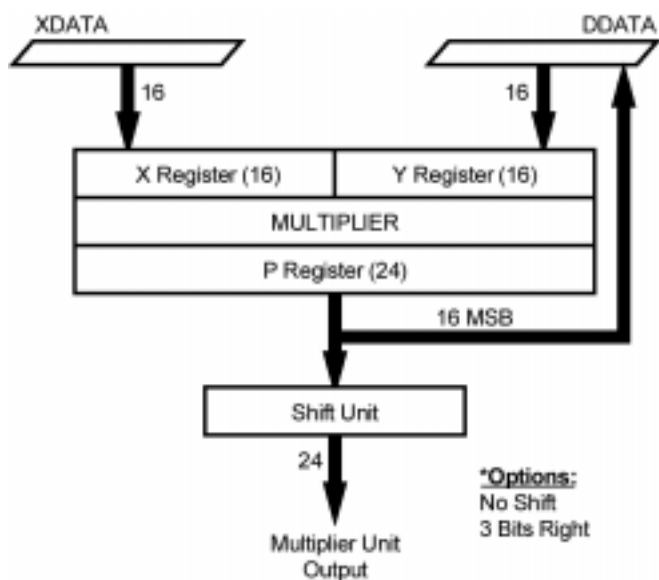 XDATA
DDATA
16
16
X Register (16)
Y Register (16)
MULTIPLIER
P Register (24)
16 MSB
Shift Unit
24
*Options:
No Shift
3 Bits Right
Multiplier Unit
Output